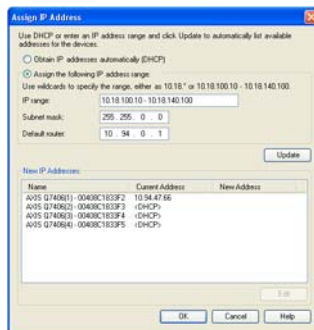 Assign IP Address
Use DHCP or enter an IP address range and click Update to automatically list available
addresses for the devices.
Obtain IP addresses automatically (DHCP)
Assign the following IP address range:
Use wildcards to specify the range, either as 10.18.* or 10.18.100.10 - 10.18.140.100.
IP range: 10.18.100.10 - 10.18.140.100
Subnet mask: 255 . 255 . 0 . 0
Default router: 10 . 94 . 0 . 1
Update
New IP Addresses:
Name Current Address New Address
AXIS Q7406(1) - 00408C1833F2 10.94.47.66
AXIS Q7406(2) - 00408C1833F3 <DHCP>
AXIS Q7406(3) - 00408C1833F4 <DHCP>
AXIS Q7406(4) - 00408C1833F5 <DHCP>
Edit
OK Cancel Help